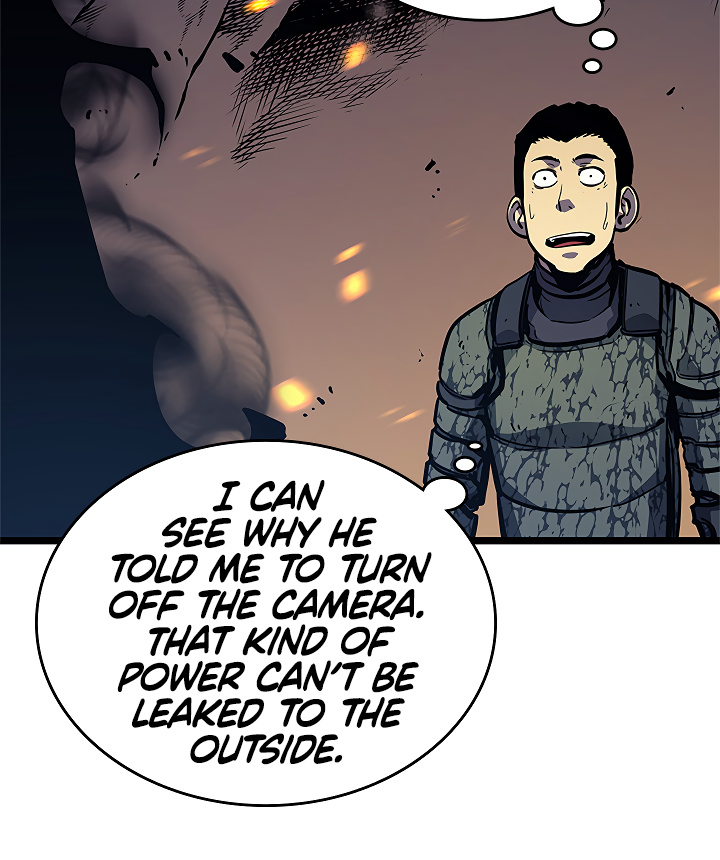 I CAN
SEE WHY HE
TOLD ME TO TURN
OFF THE CAMERA.
THAT KIND OF
POWER CAN'T BE
LEAKED TO THE
OUTSIDE.